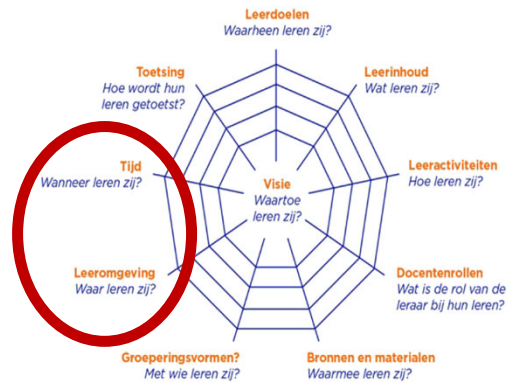 Leerdoelen
Waarheen leren zij?
Toetsing
Hoe wordt hun
leren getoetst?
Leerinhoud
Wat leren zij?
Tijd
Wanneer leren zij?
Visie
Waartoe
leren zij?
Leeractiviteiten
Hoe leren zij?
Leeromgeving
Waar leren zij?
Docentenrollen
Wat is de rol van de
leraar bij hun leren?
Groeperingsvormen?
Met wie leren zij?
Bronnen en materialen
Waarmee leren zij?